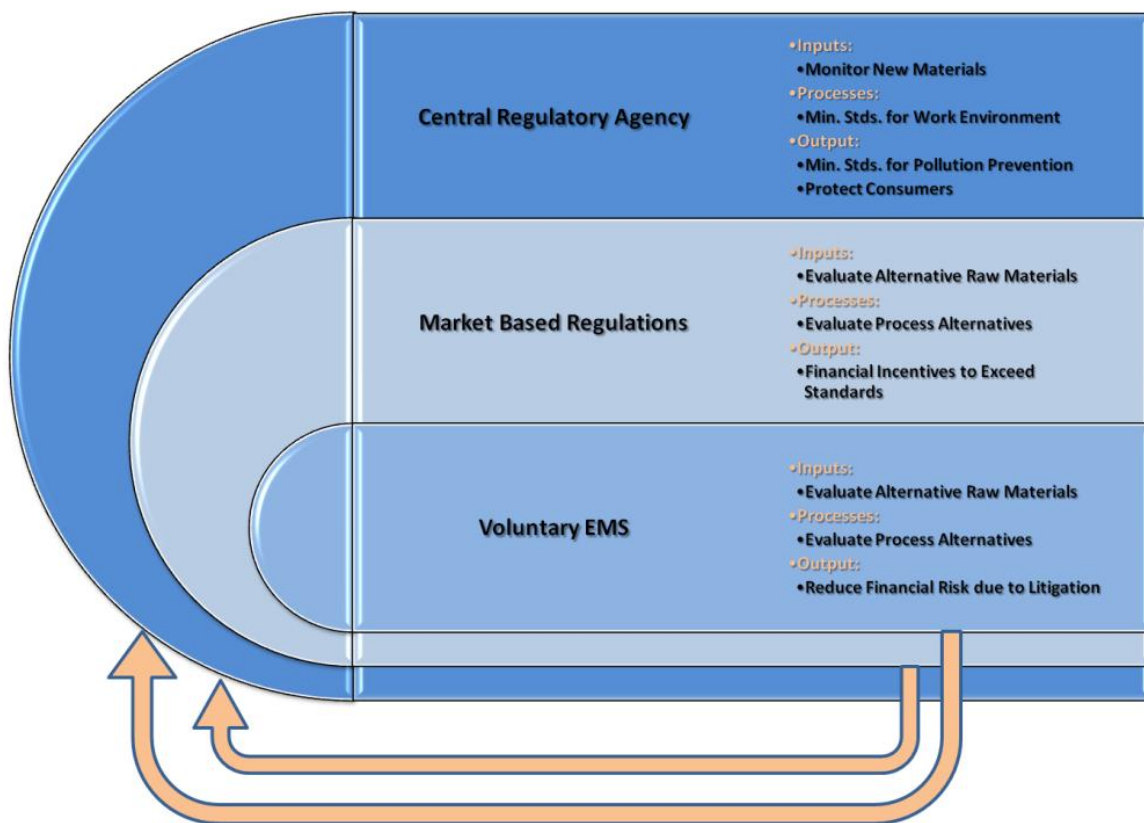 Central Regulatory Agency
•Inputs:
•Monitor New Materials
•Processes:
•Min. Stds. for Work Environment
•Output:
•Min. Stds. for Pollution Prevention
•Protect Consumers
Market Based Regulations
•Inputs:
•Evaluate Alternative Raw Materials
•Processes:
•Evaluate Process Alternatives
•Output:
•Financial Incentives to Exceed
Standards
Voluntary EMS
•Inputs:
•Evaluate Alternative Raw Materials
•Processes:
•Evaluate Process Alternatives
•Output:
•Reduce Financial Risk due to Litigation